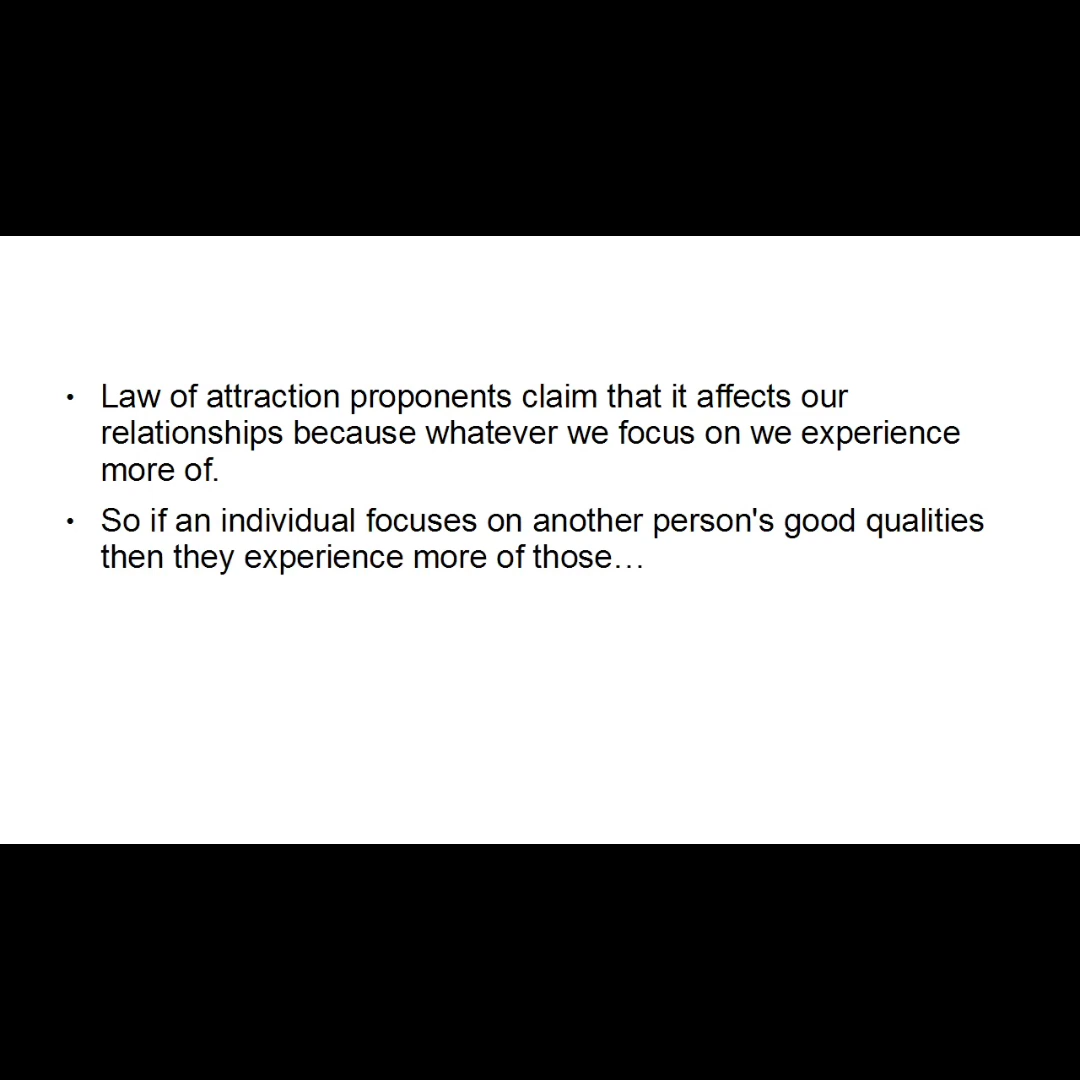 • Law of attraction proponents claim that it affects our
relationships because whatever we focus on we experience
more of.
• So if an individual focuses on another person's good qualities
then they experience more of those…